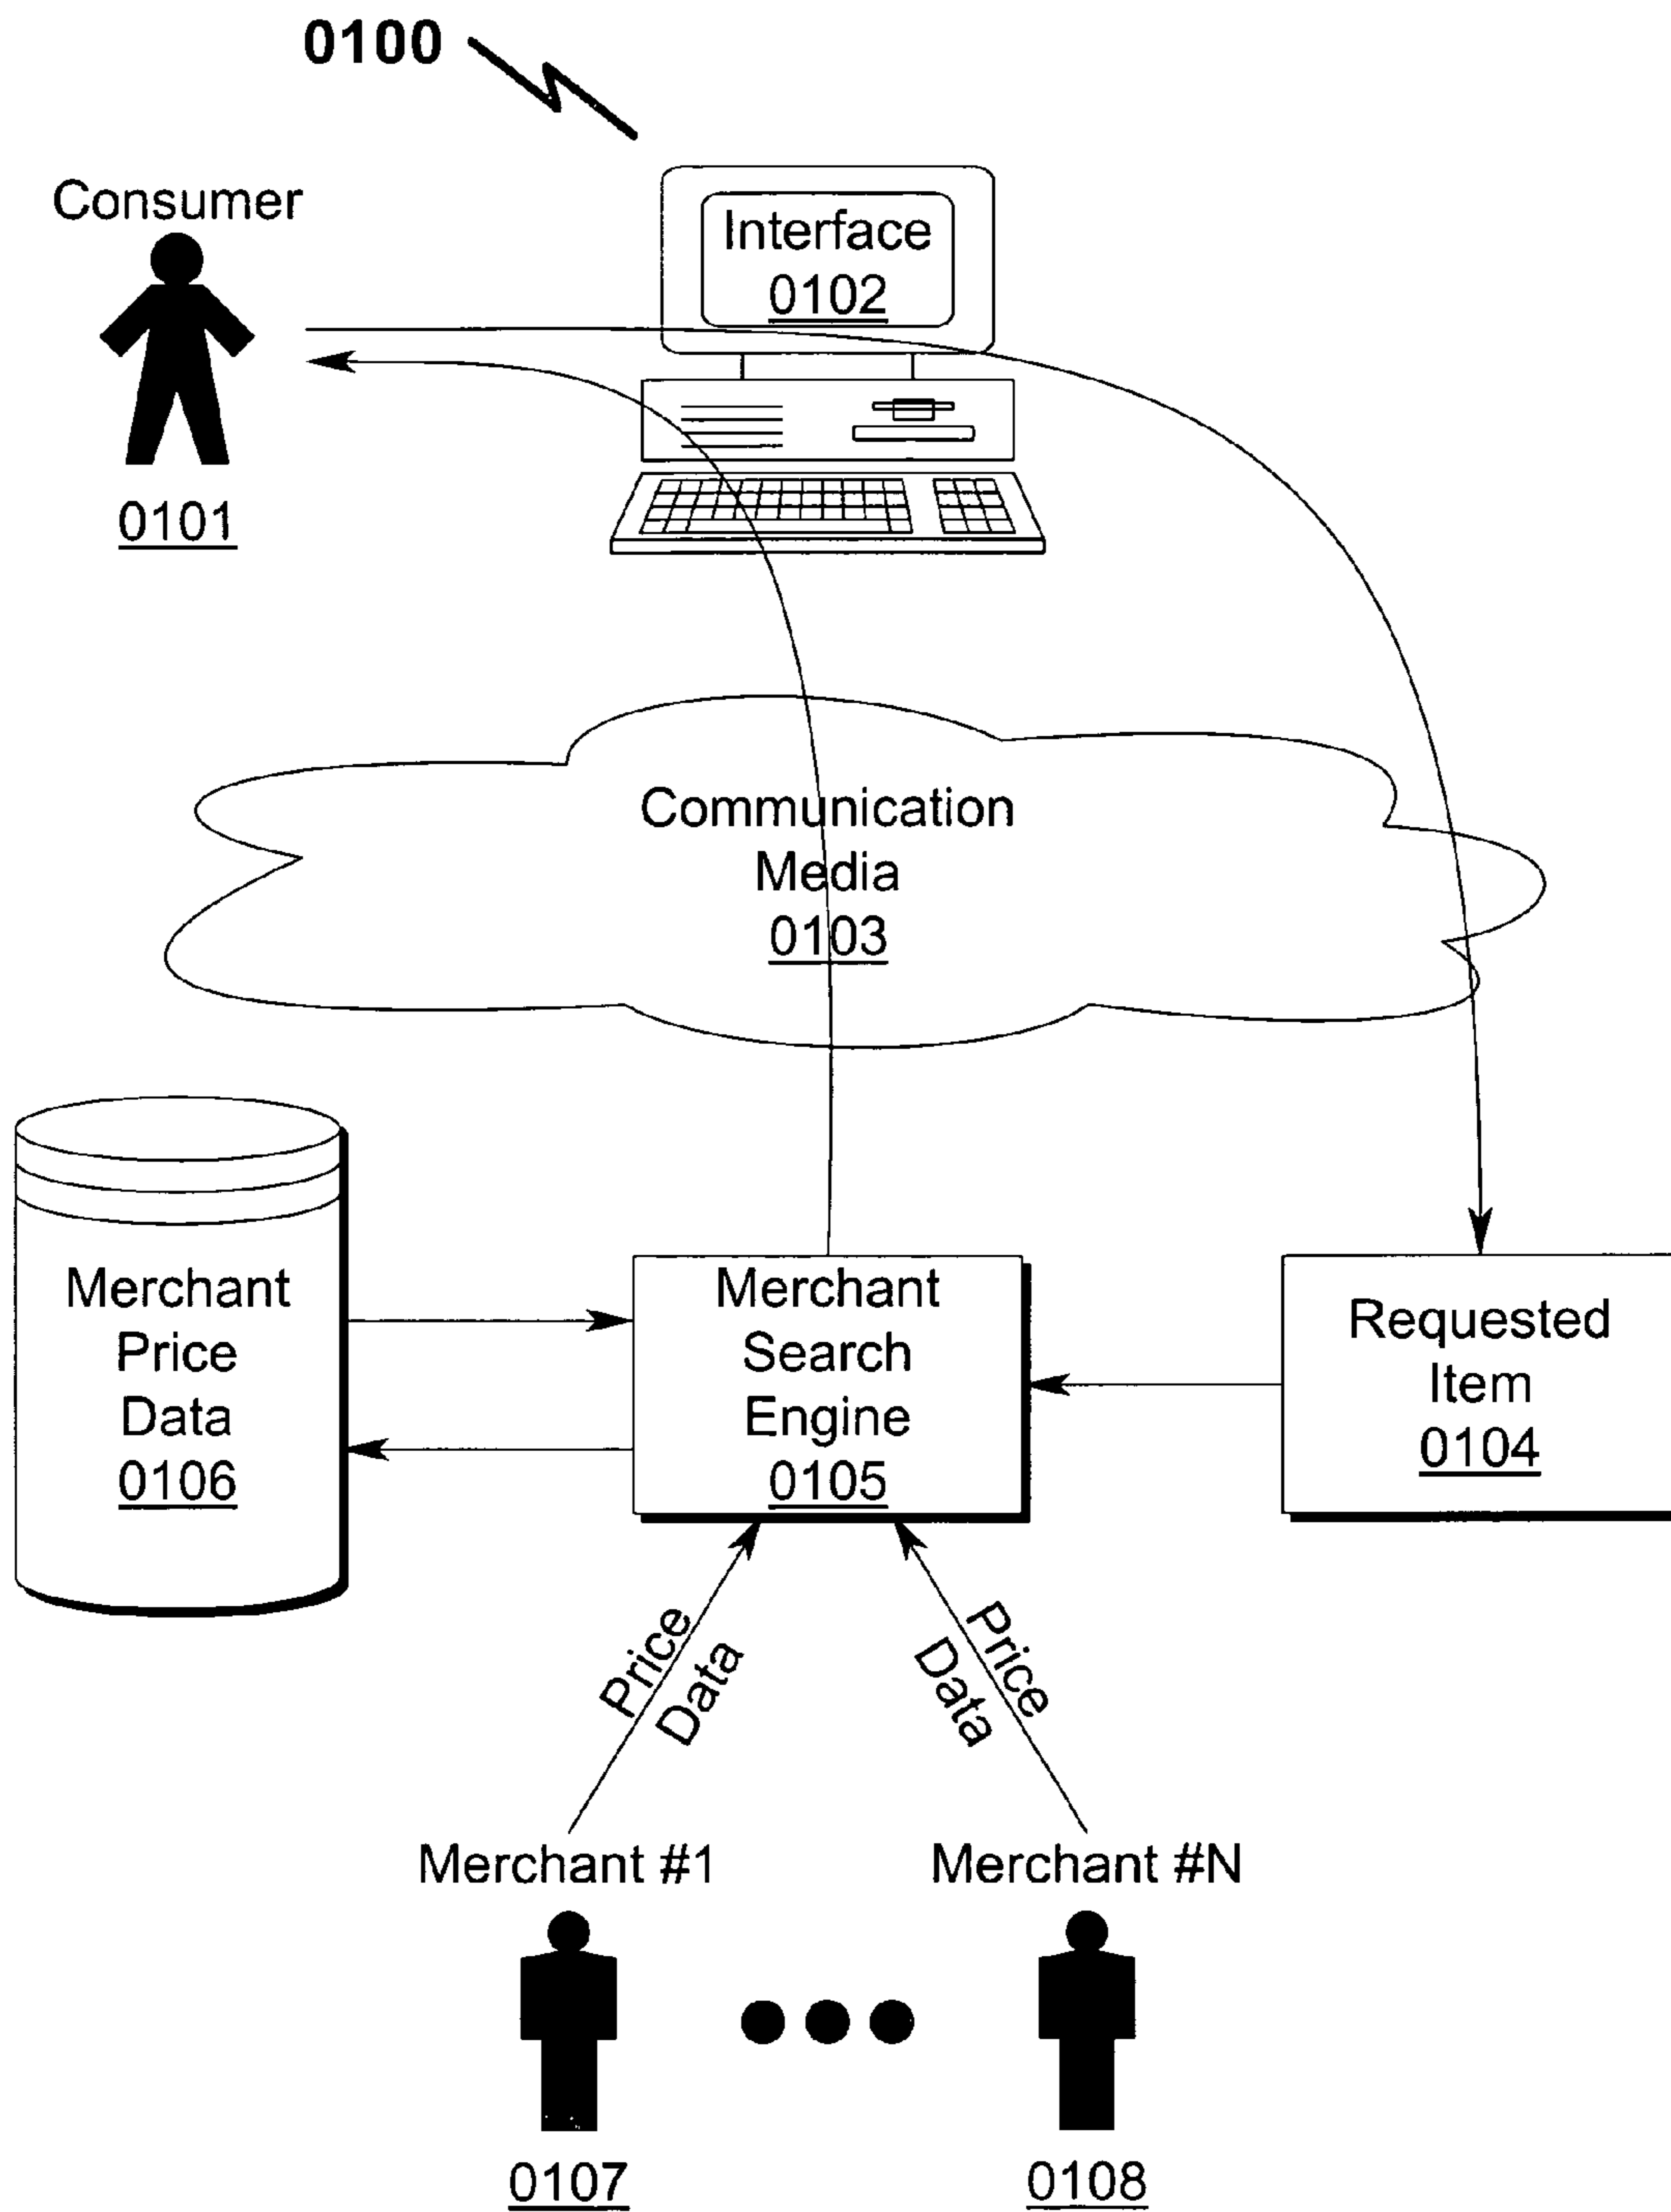 0100
Consumer
Interface
0102
0101
Communication
Media
0103
Merchant
Price
Data
0106
Merchant
Search
Engine
0105
Requested
Item
0104
Price
Data
Price
Data
Merchant #1
Merchant #N
0107
0108